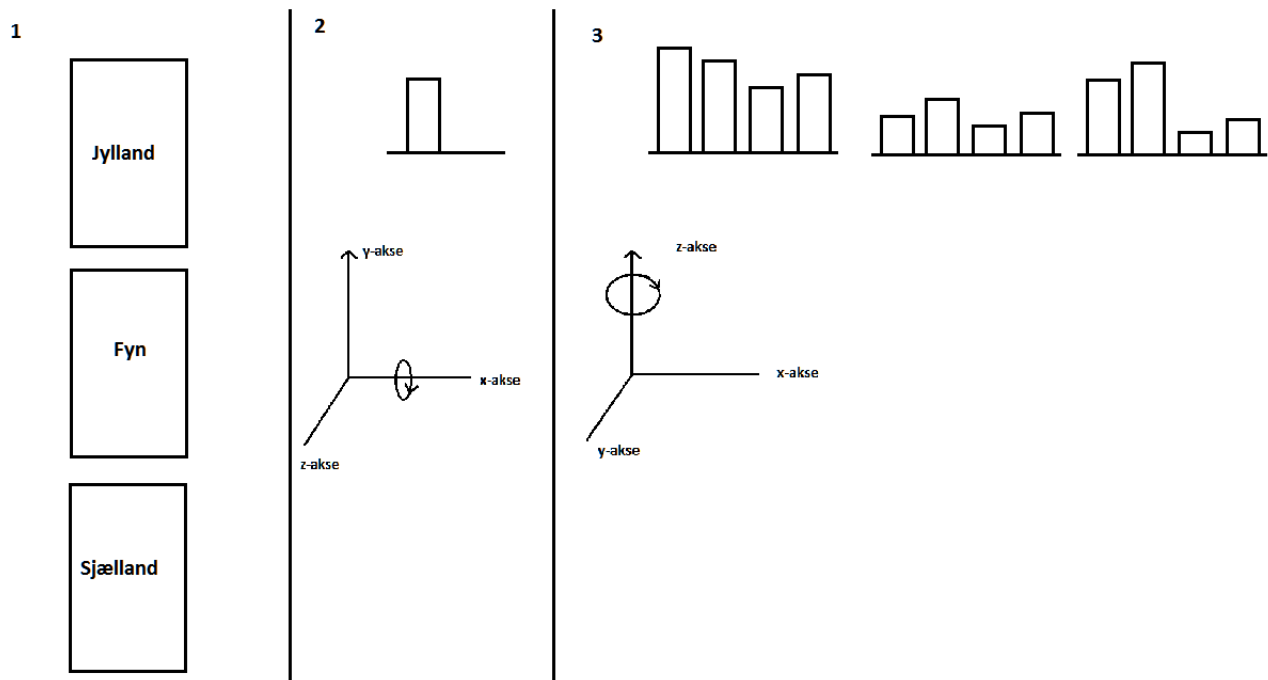 1
Jylland
Fyn
Sjælland
2
y-akse
x-akse
z-akse
3
z-akse
x-akse
y-akse